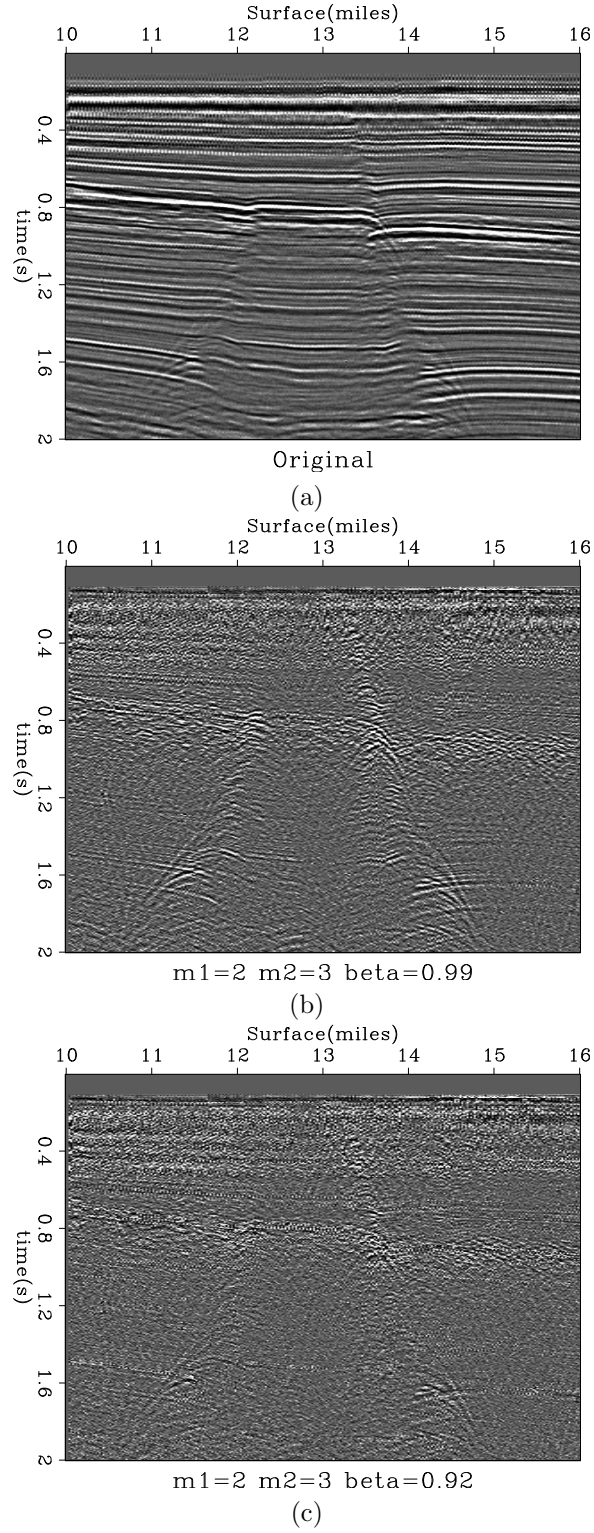 Surface(miles)
10 11 12 13 14 15 16
0.4
0.8
1.2
1.6
2
time(s)
Original
(a)
Surface(miles)
10 11 12 13 14 15 16
0.4
0.8
1.2
1.6
2
time(s)
m1=2 m2=3 beta=0.99
(b)
Surface(miles)
10 11 12 13 14 15 16
0.4
0.8
1.2
1.6
2
time(s)
m1=2 m2=3 beta=0.92
(c)